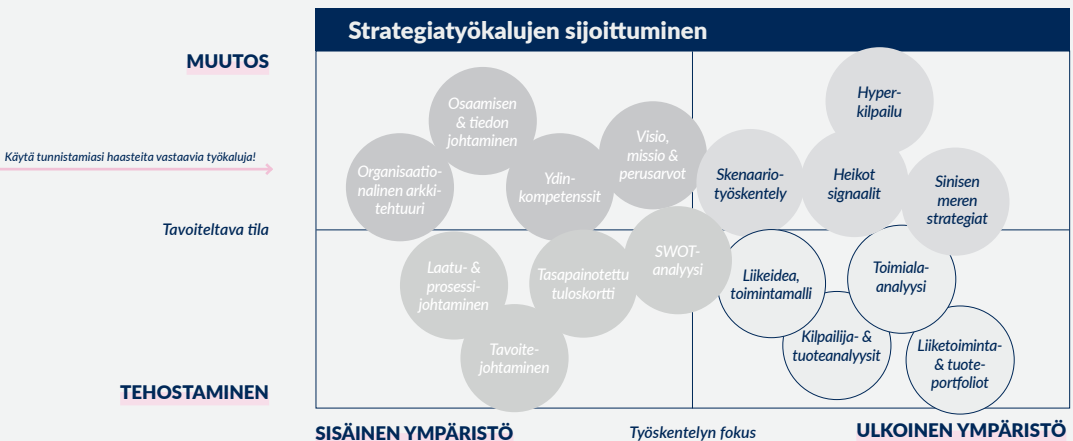 Strategiatyökalujen sijoittuminen
MUUTOS
Käytä tunnistamiasi haasteita vastaavia työkaluja!
Tavoiteltava tila
TEHOSTAMINEN
Osaamisen
& tiedon
johtaminen
Organisaatio-
nalinen arkki-
tehtuuri
Ydin-
kompetenssit
Visio,
missio &
perusarvot
Hyper-
kilpailu
Skenaario-
työskentely
Heikot
signaalit
Sinisen
meren
strategiat
Laatu- &
prosessi-
johtaminen
Tasapainotettu
tuloskortti
SWOT-
analyysi
Tavoite-
johtaminen
Liikeidea,
toimintamalli
Toimiala-
analyysi
Kilpailija- &
tuoteanalyysit
Liiketoiminta-
& tuote-
portfoliot
SISÄINEN YMPÄRISTÖ
Työskentelyn fokus
ULKOINEN YMPÄRISTÖ